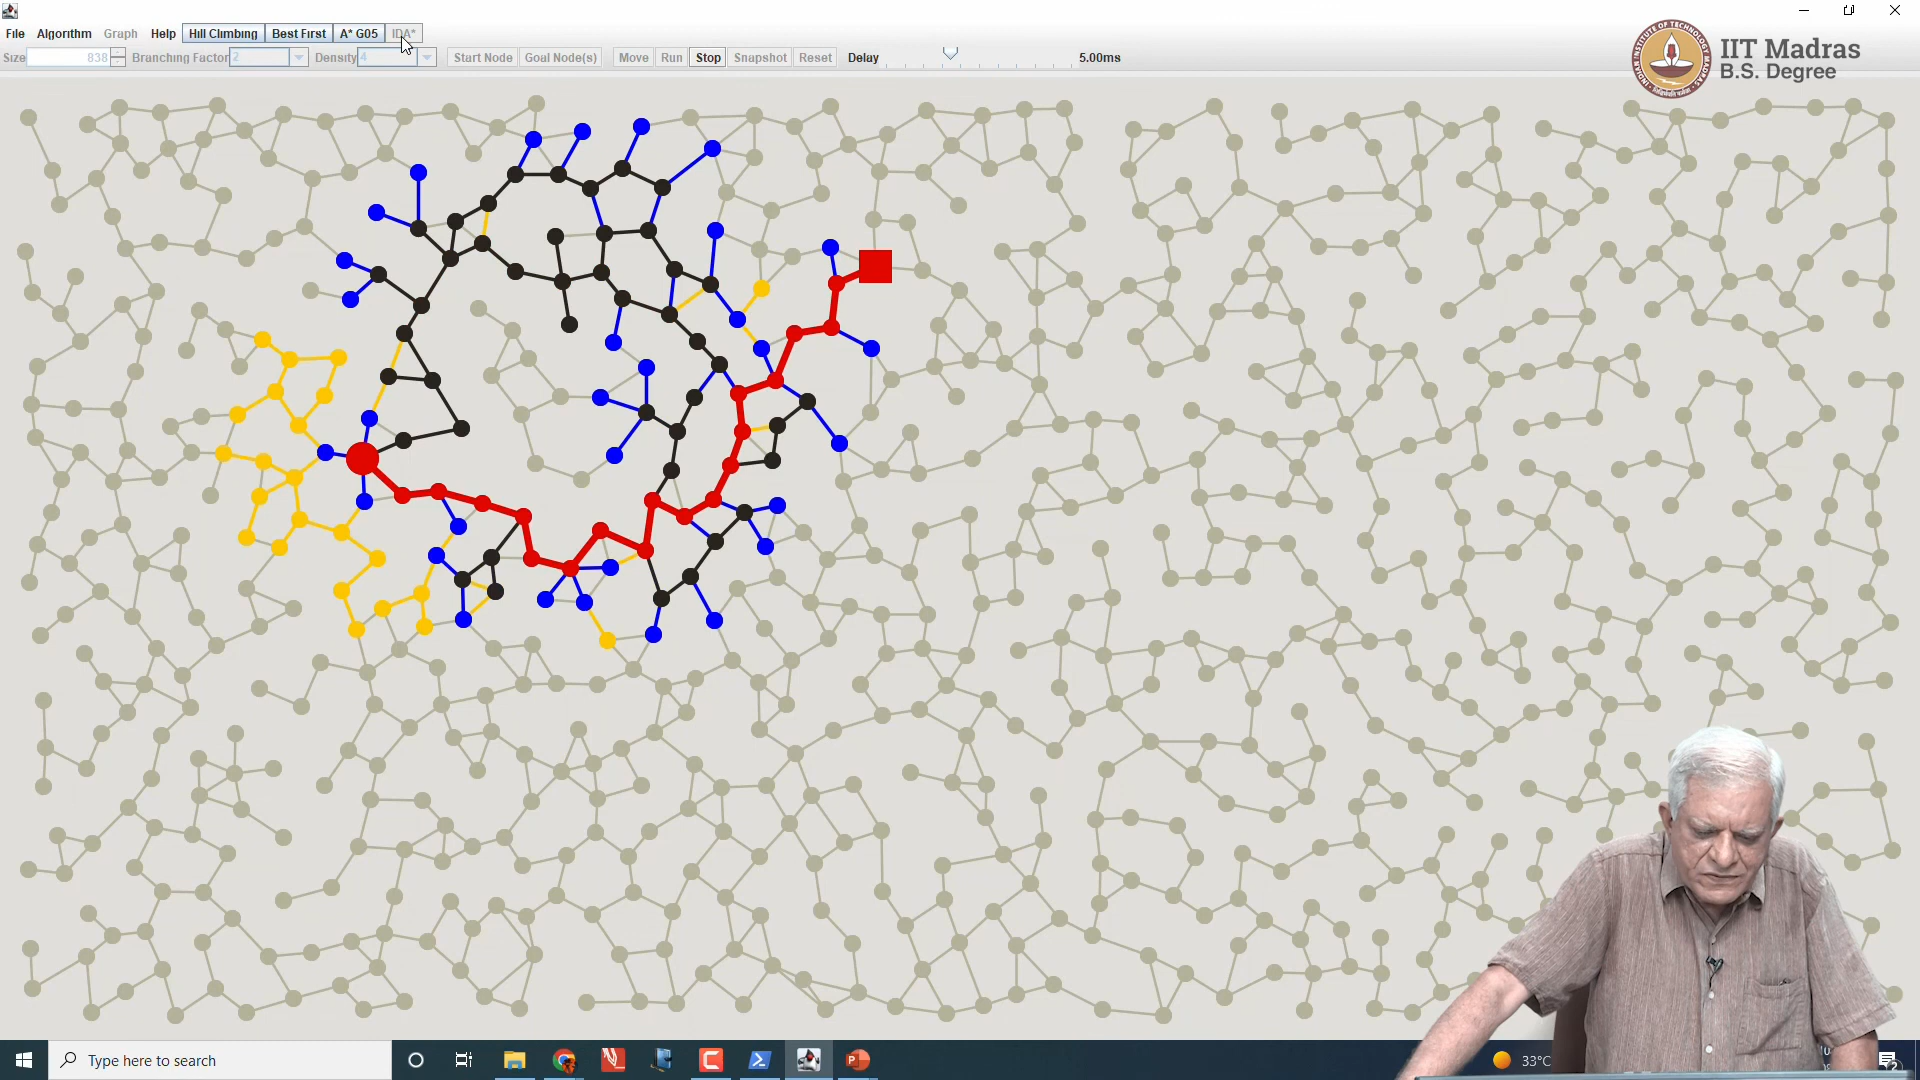 File Algorithm Graph Help Hill Climbing Best First A* G05 IDA*
Size 838 Branching Factor 2 Density 4 Start Node Goal Node(s) Move Run Stop Snapshot Reset Delay 5.00ms
IIT Madras
B.S. Degree
Type here to search
33°C